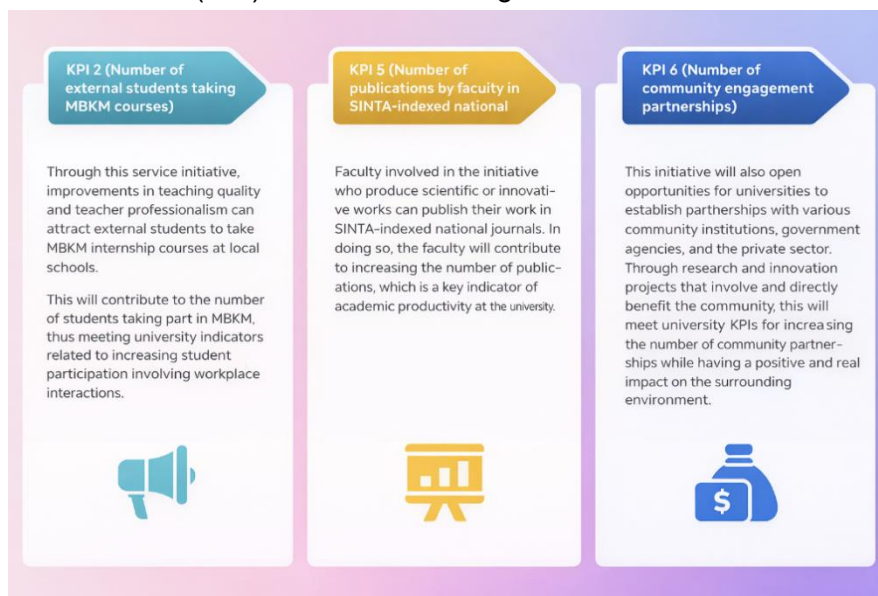 KPI 2 (Number of
external students taking
MBKM courses)
Through this service initiative,
improvements in teaching quality
and teacher professionalism can
attract external students to take
MBKM internship courses at local
schools.
This will contribute to the number
of students taking part in MBKM,
thus meeting university indicators
related to increasing student
participation involving workplace
interactions.
KPI 5 (Number of
publications by faculty in
SINTA-indexed national
Faculty involved in the initiative
who produce scientific or innovati-
ve works can publish their work in
SINTA-indexed national journals. In
doing so, the faculty will contribute
to increasing the number of public-
ations, which is a key indicator of
academic productivity at the university.
KPI 6 (Number of
community engagement
partnerships)
This initiative will also open
opportunities for universities to
establish partnerships with various
community institutions, government
agencies, and the private sector.
Through research and innovation
projects that involve and directly
benefit the community, this will
meet university KPIs for increasing
the number of community partner-
ships while having a positive and real
impact on the surrounding
environment.
$